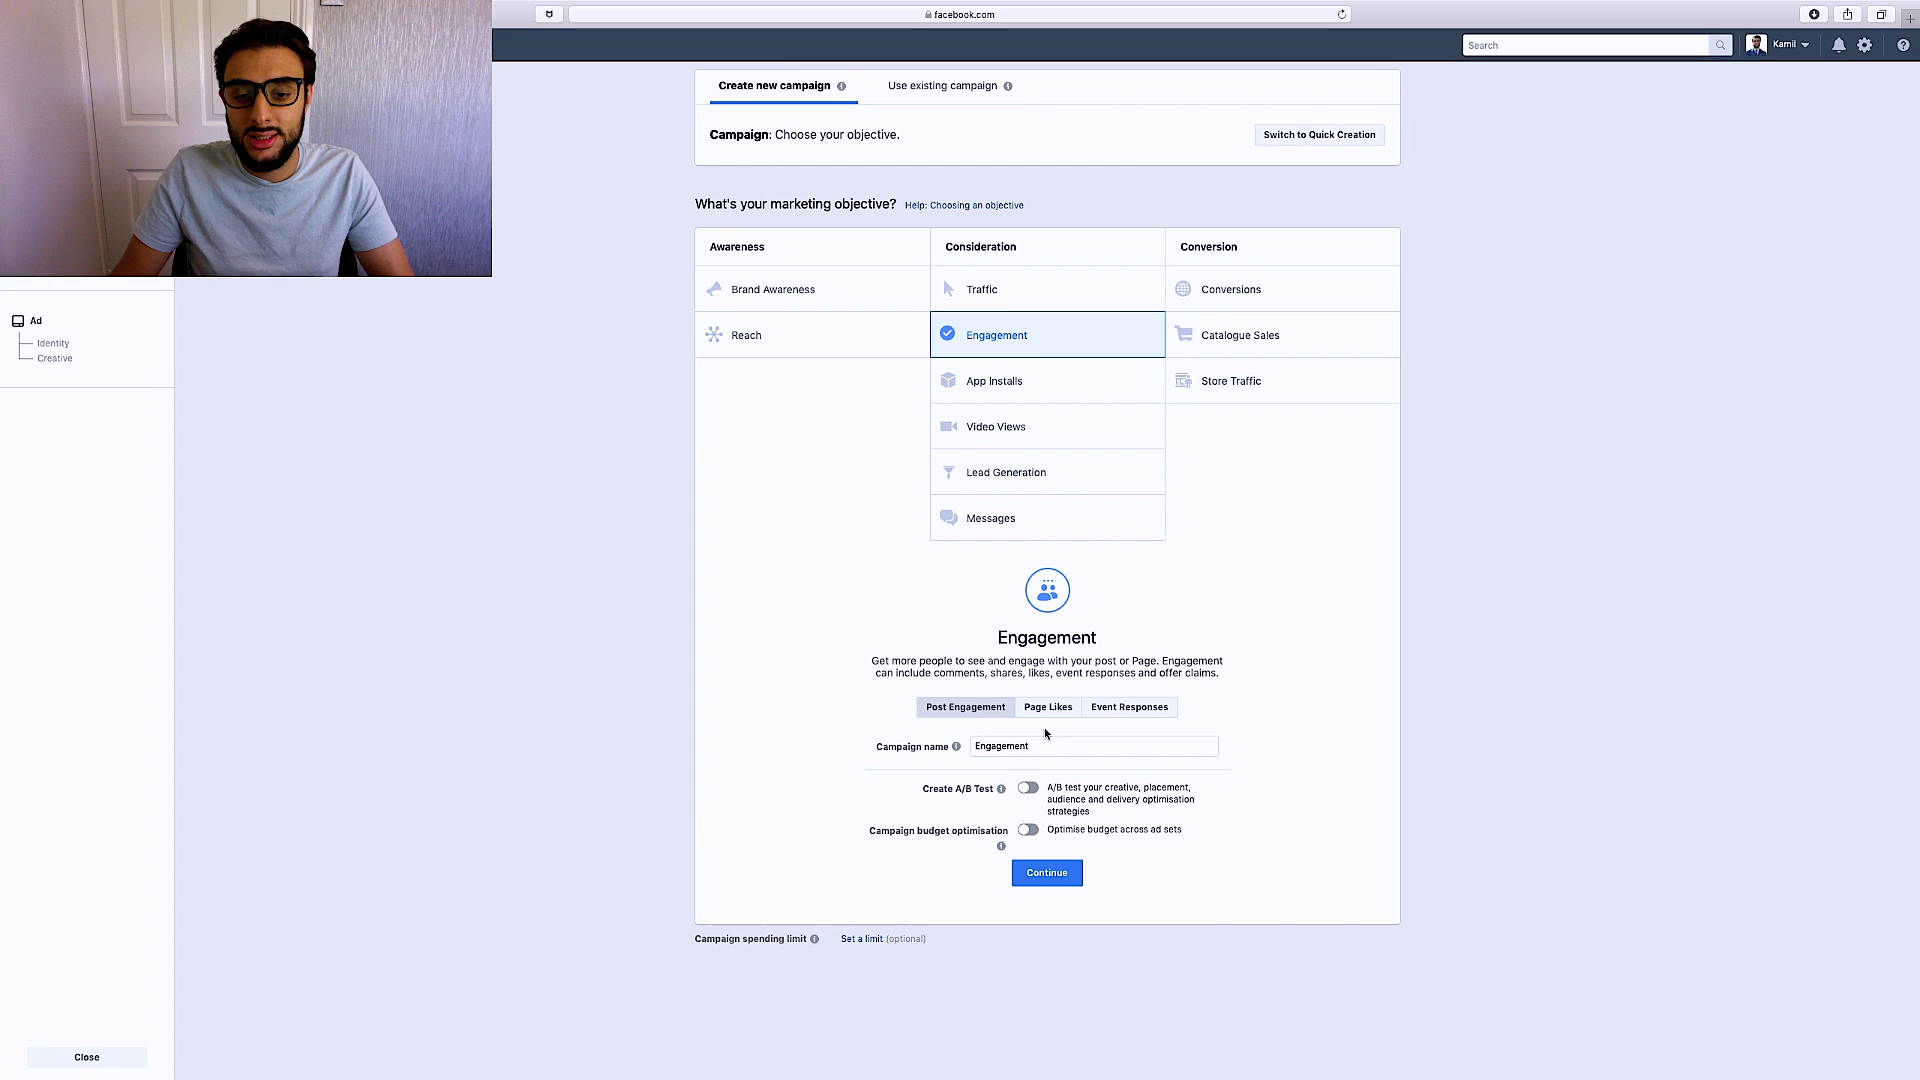 facebook.com
Search
Kamil
Create new campaign
Use existing campaign
Campaign: Choose your objective.
Switch to Quick Creation
What's your marketing objective?
Help: Choosing an objective
Awareness
Consideration
Conversion
Brand Awareness
Traffic
Conversions
Reach
Engagement
Catalogue Sales
App Installs
Store Traffic
Video Views
Lead Generation
Messages
Ad
Identity
Creative
Engagement
Get more people to see and engage with your post or Page. Engagement
can include comments, shares, likes, event responses and offer claims.
Post Engagement
Page Likes
Event Responses
Campaign name
Engagement
Create A/B Test
A/B test your creative, placement,
audience and delivery optimisation
strategies
Campaign budget optimisation
Optimise budget across ad sets
Continue
Campaign spending limit
Set a limit (optional)
Close